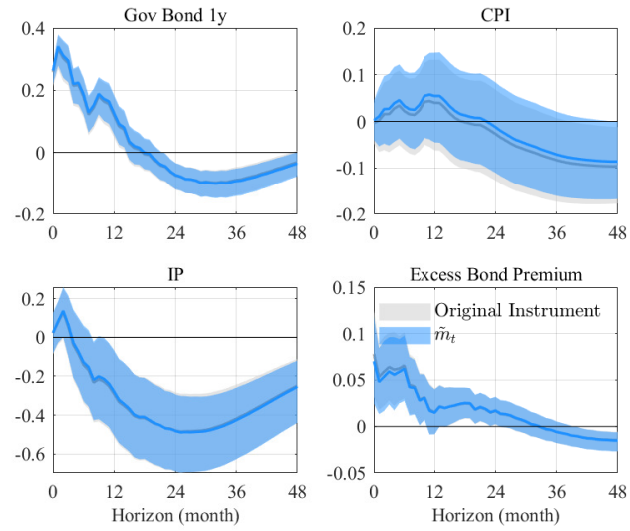 Gov Bond 1y
0.4
0.2
0
-0.2
0 12 24 36 48
CPI
0.2
0.1
0
-0.1
-0.2
0 12 24 36 48
IP
0.2
0
-0.2
-0.4
-0.6
0 12 24 36 48
Horizon (month)
Excess Bond Premium
Original Instrument
m̃_t
0.15
0.1
0.05
0
-0.05
0 12 24 36 48
Horizon (month)